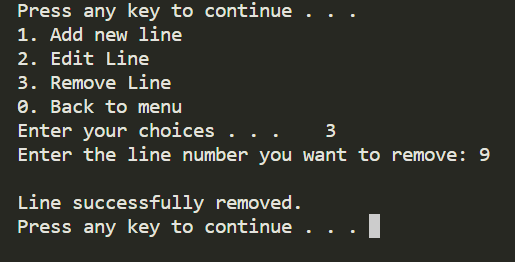 Press any key to continue . . .
1. Add new line
2. Edit Line
3. Remove Line
0. Back to menu
Enter your choices . . .    3
Enter the line number you want to remove: 9

Line successfully removed.
Press any key to continue . . .